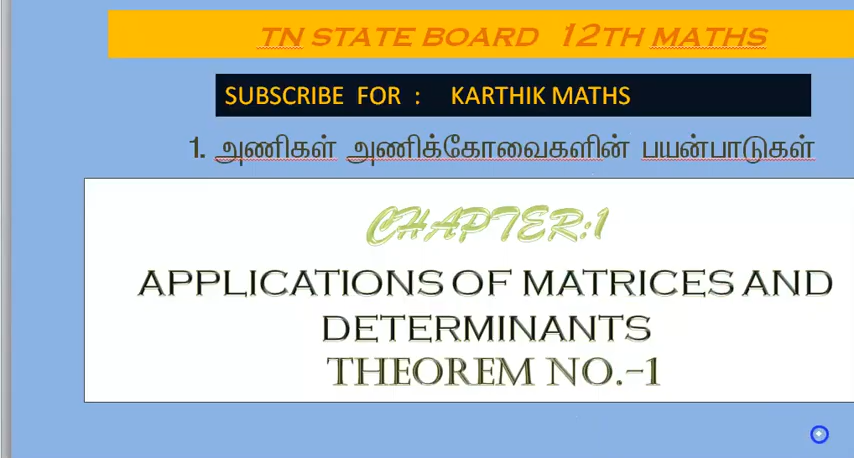 TN STATE BOARD 12TH MATHS
SUBSCRIBE FOR : KARTHIK MATHS
1. அணிகள் அணிக்கோவைகளின் பயன்பாடுகள்
CHAPTER:1
APPLICATIONS OF MATRICES AND
DETERMINANTS
THEOREM NO.-1